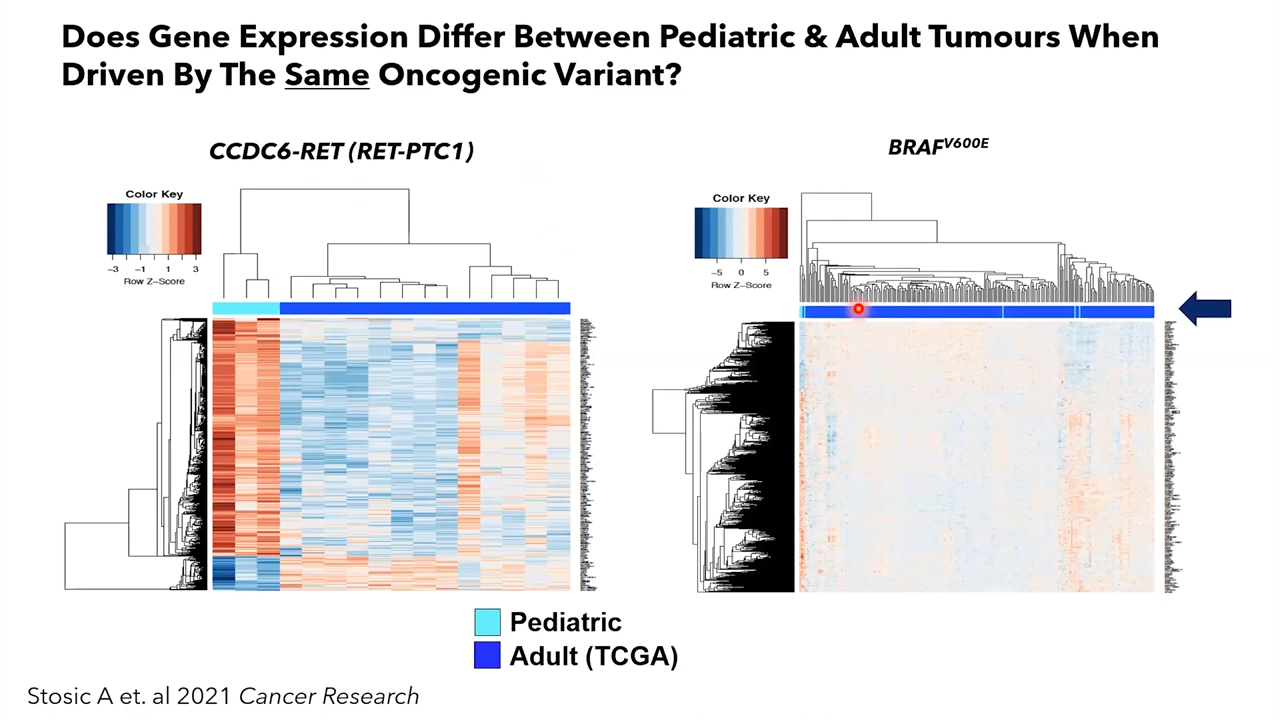 Does Gene Expression Differ Between Pediatric & Adult Tumours When
Driven By The Same Oncogenic Variant?
CCDC6-RET (RET-PTC1)
BRAFV600E
Color Key
−3 −1 1 3
Row Z−Score
Color Key
−5 0 5
Row Z−Score
Pediatric
Adult (TCGA)
Stosic A et. al 2021 Cancer Research